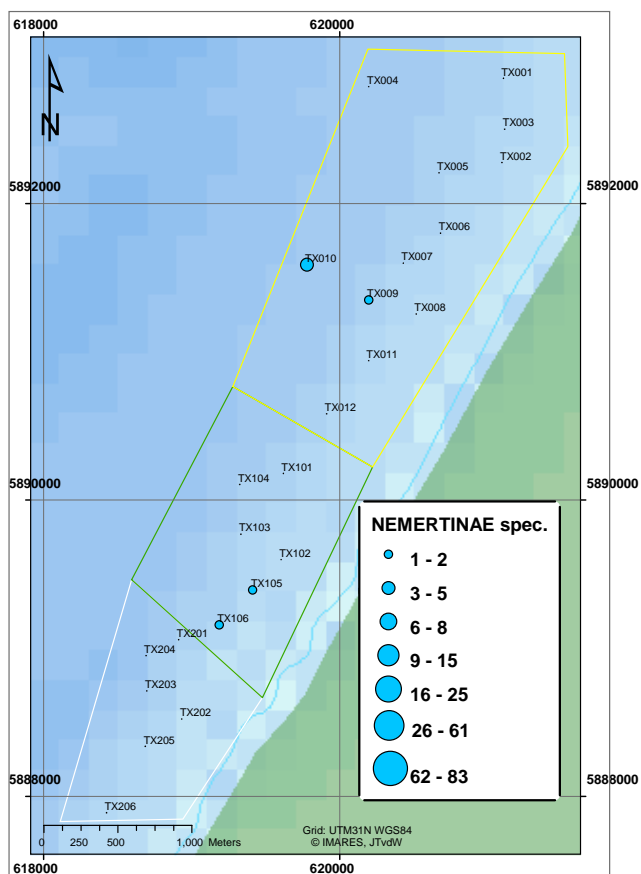 618000 620000
N
TX001
TX004
TX003
TX002
TX005
5892000 5892000
TX006
TX007
TX010
TX009
TX008
TX011
TX012
TX101
TX104
5890000 5890000
TX103
TX102
TX105
TX106
TX201
TX204
TX203
TX202
TX205
TX206
NEMERTINAE spec.
1 - 2
3 - 5
6 - 8
9 - 15
16 - 25
26 - 61
62 - 83
5888000 5888000
0 250 500 1,000 Meters
Grid: UTM31N WGS84
© IMARES, JTvdW
618000 620000